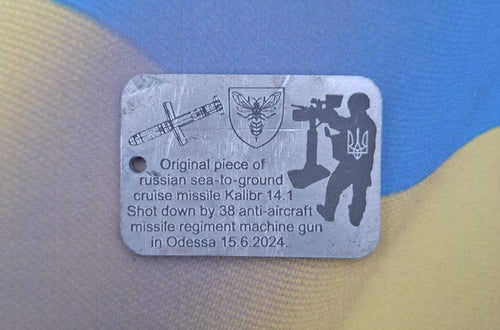 Original piece of
russian sea-to-ground
cruise missile Kalibr 14.1
Shot down by 38 anti-aircraft
missile regiment machine gun
in Odessa 15.6.2024.